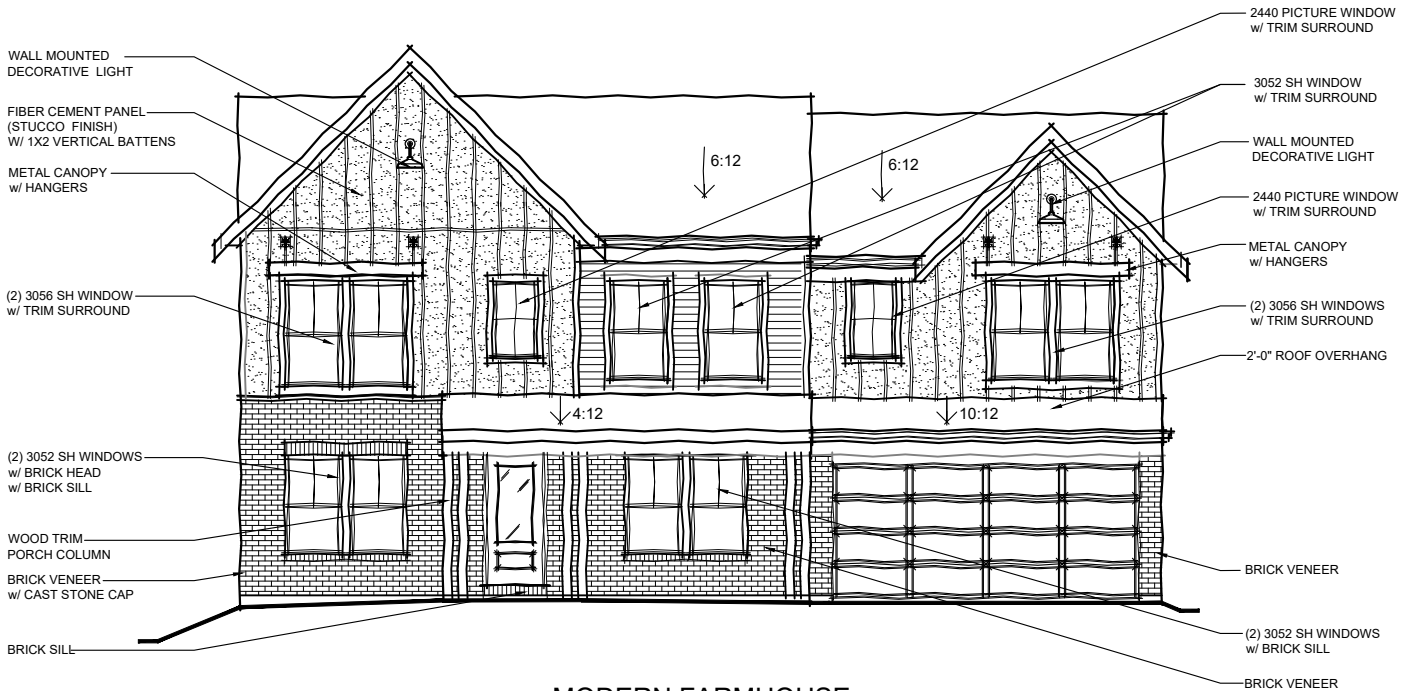 WALL MOUNTED
DECORATIVE LIGHT
FIBER CEMENT PANEL
(STUCCO FINISH)
W/ 1X2 VERTICAL BATTENS
METAL CANOPY
w/ HANGERS
(2) 3056 SH WINDOW
w/ TRIM SURROUND
(2) 3052 SH WINDOWS
w/ BRICK HEAD
w/ BRICK SILL
WOOD TRIM
PORCH COLUMN
BRICK VENEER
w/ CAST STONE CAP
BRICK SILL
6:12
6:12
4:12
10:12
2440 PICTURE WINDOW
w/ TRIM SURROUND
3052 SH WINDOW
w/ TRIM SURROUND
WALL MOUNTED
DECORATIVE LIGHT
2440 PICTURE WINDOW
w/ TRIM SURROUND
METAL CANOPY
w/ HANGERS
(2) 3056 SH WINDOWS
w/ TRIM SURROUND
2'-0" ROOF OVERHANG
BRICK VENEER
(2) 3052 SH WINDOWS
w/ BRICK SILL
BRICK VENEER
MODERN FARMHOUSE